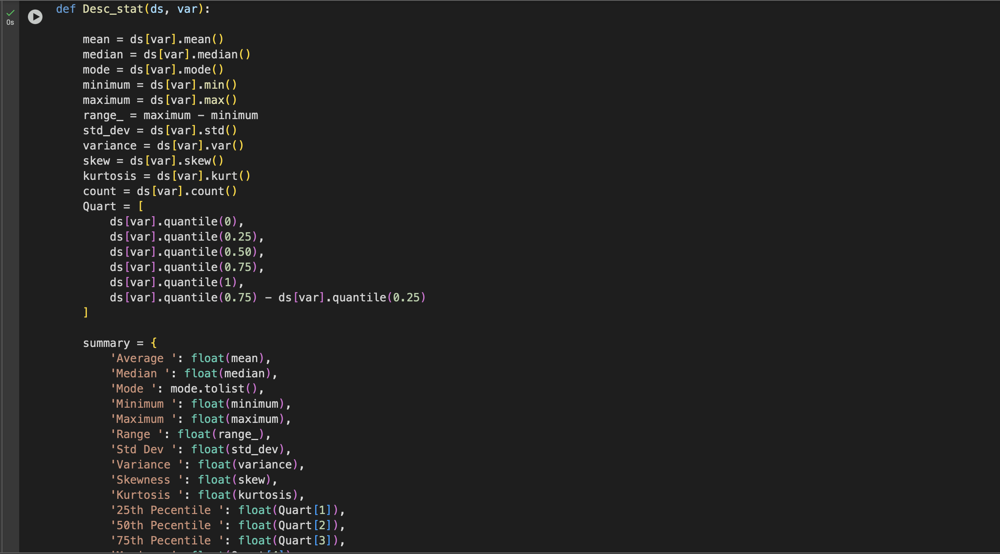 def Desc_stat(ds, var):
0s
mean = ds[var].mean()
median = ds[var].median()
mode = ds[var].mode()
minimum = ds[var].min()
maximum = ds[var].max()
range_ = maximum - minimum
std_dev = ds[var].std()
variance = ds[var].var()
skew = ds[var].skew()
kurtosis = ds[var].kurt()
count = ds[var].count()
Quart = [
ds[var].quantile(0),
ds[var].quantile(0.25),
ds[var].quantile(0.50),
ds[var].quantile(0.75),
ds[var].quantile(1),
ds[var].quantile(0.75) - ds[var].quantile(0.25)
]
summary = {
'Average ': float(mean),
'Median ': float(median),
'Mode ': mode.tolist(),
'Minimum ': float(minimum),
'Maximum ': float(maximum),
'Range ': float(range_),
'Std Dev ': float(std_dev),
'Variance ': float(variance),
'Skewness ': float(skew),
'Kurtosis ': float(kurtosis),
'25th Pecentile ': float(Quart[1]),
'50th Pecentile ': float(Quart[2]),
'75th Pecentile ': float(Quart[3]),